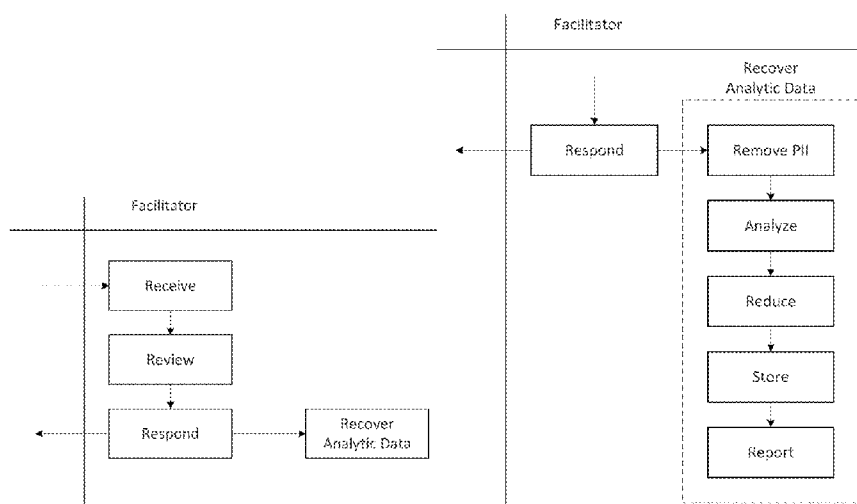 Facilitator
Receive
Review
Respond
Recover
Analytic Data
Facilitator
Recover
Analytic Data
Respond
Remove PII
Analyze
Reduce
Store
Report